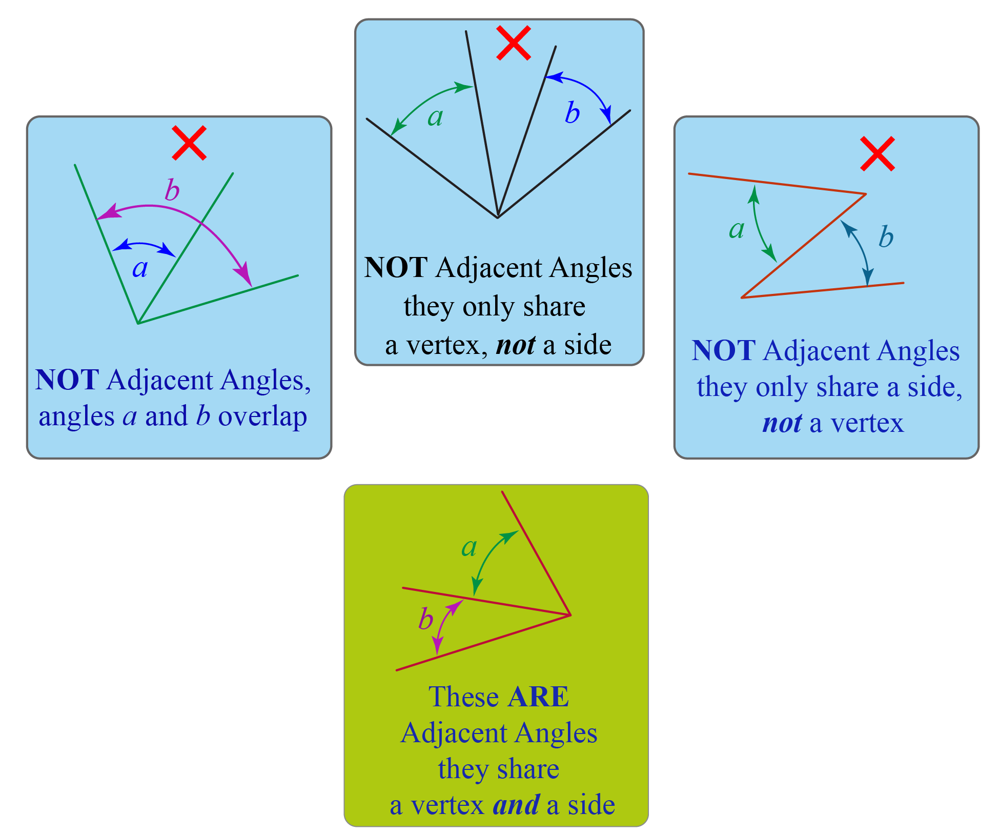 b
a
NOT Adjacent Angles,
angles a and b overlap
a
b
NOT Adjacent Angles
they only share
a vertex, not a side
a
b
NOT Adjacent Angles
they only share a side,
not a vertex
a
b
These ARE
Adjacent Angles
they share
a vertex and a side